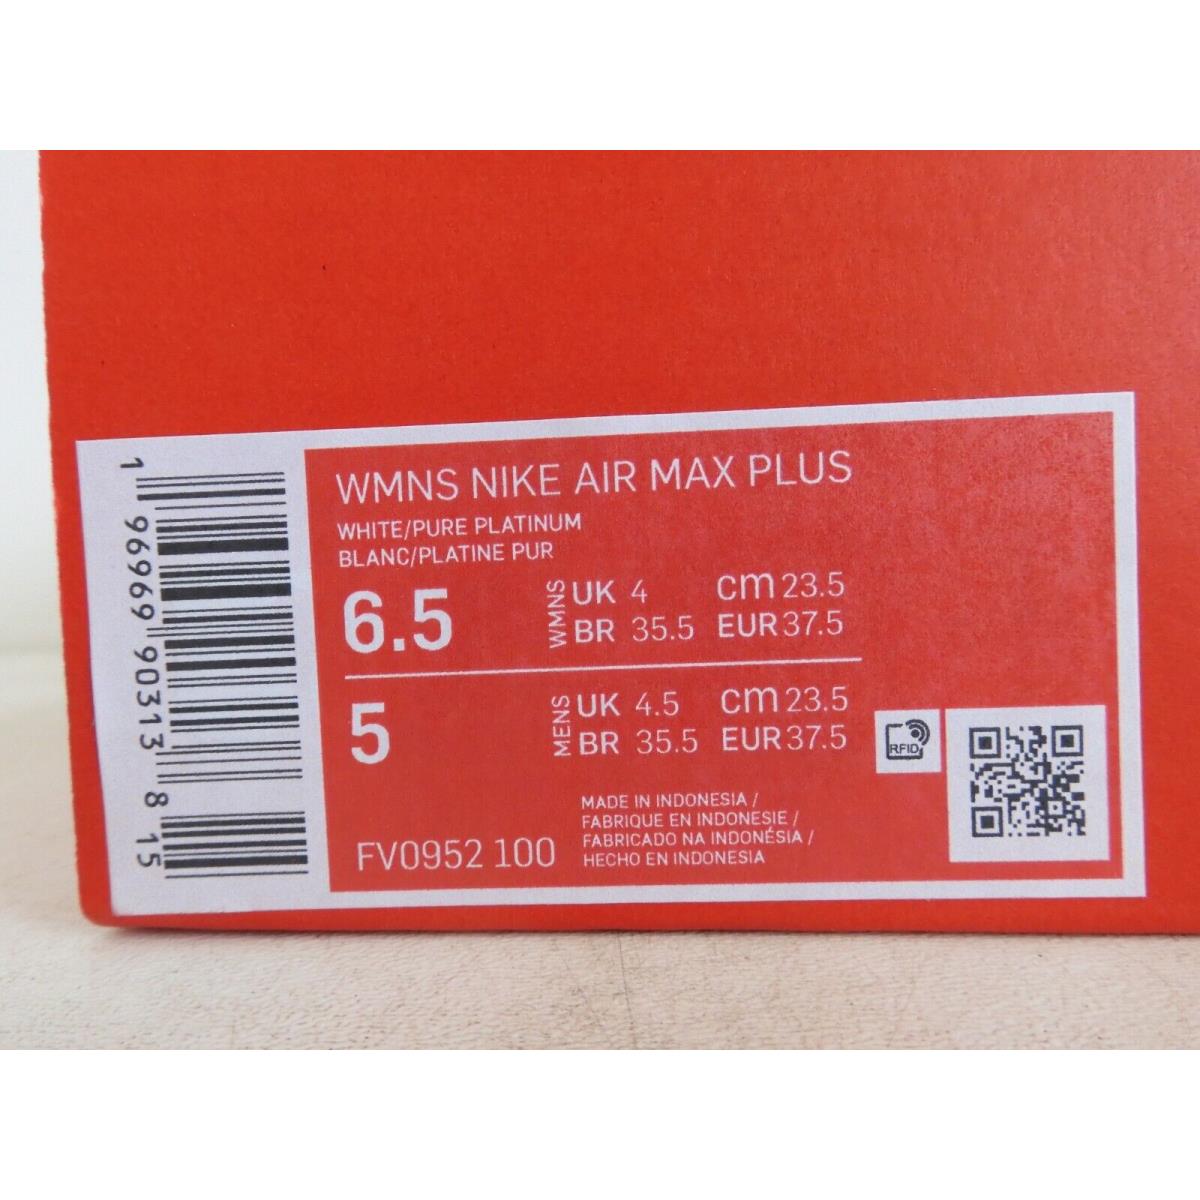 WMNS NIKE AIR MAX PLUS
WHITE/PURE PLATINUM
BLANC/PLATINE PUR
6.5 WMNS UK 4 cm 23.5
BR 35.5 EUR 37.5
5 MENS UK 4.5 cm 23.5
BR 35.5 EUR 37.5
RFID
MADE IN INDONESIA /
FABRIQUE EN INDONESIE /
FABRICADO NA INDONÉSIA /
HECHO EN INDONESIA
FV0952 100
1 96969 90313 8 15